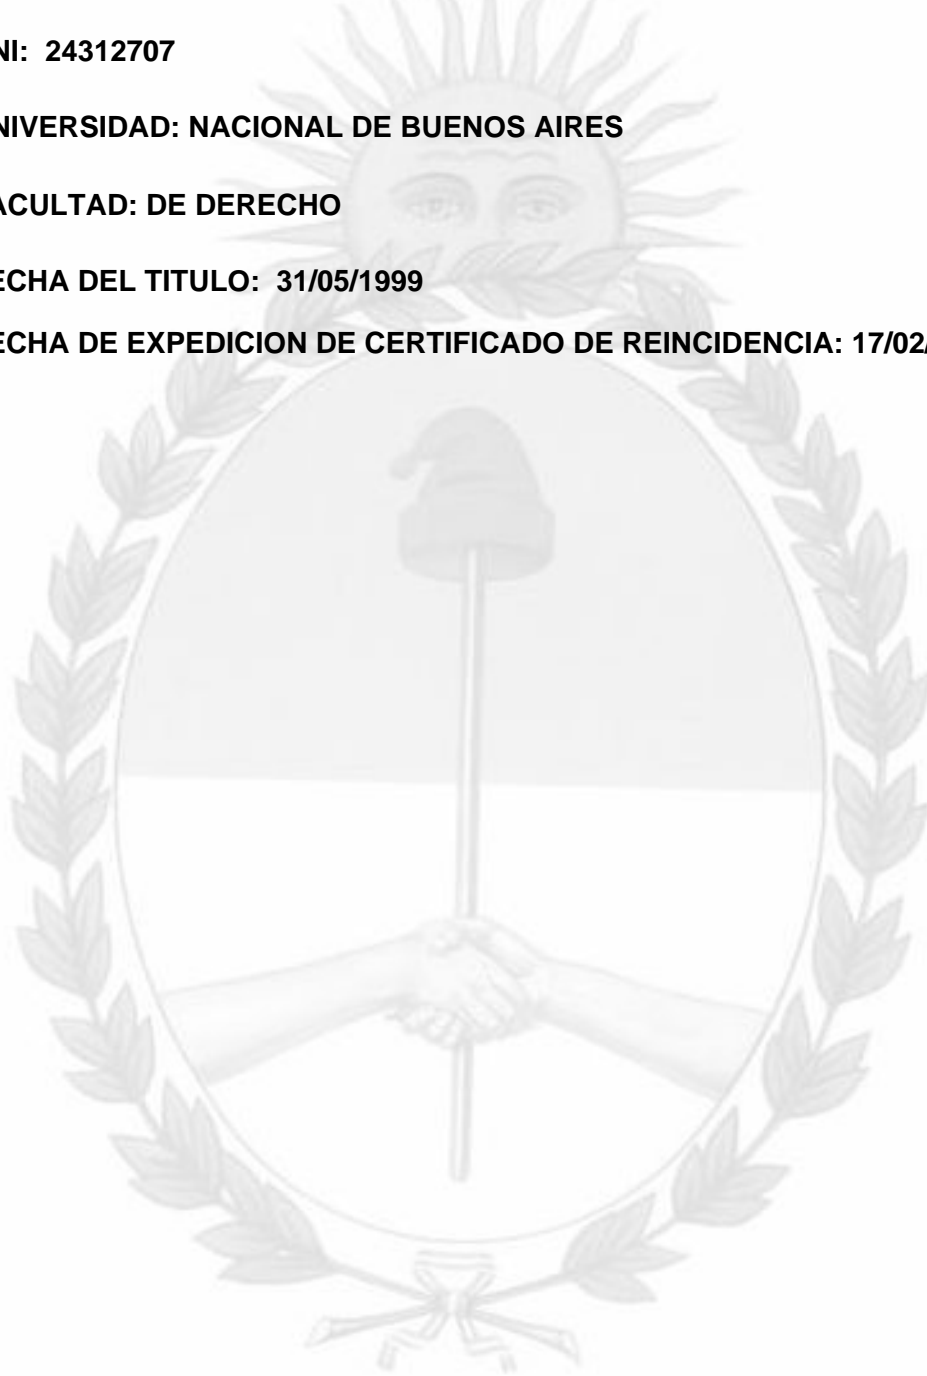 NI: 24312707
NIVERSIDAD: NACIONAL DE BUENOS AIRES
ACULTAD: DE DERECHO
ECHA DEL TITULO: 31/05/1999
ECHA DE EXPEDICION DE CERTIFICADO DE REINCIDENCIA: 17/02/